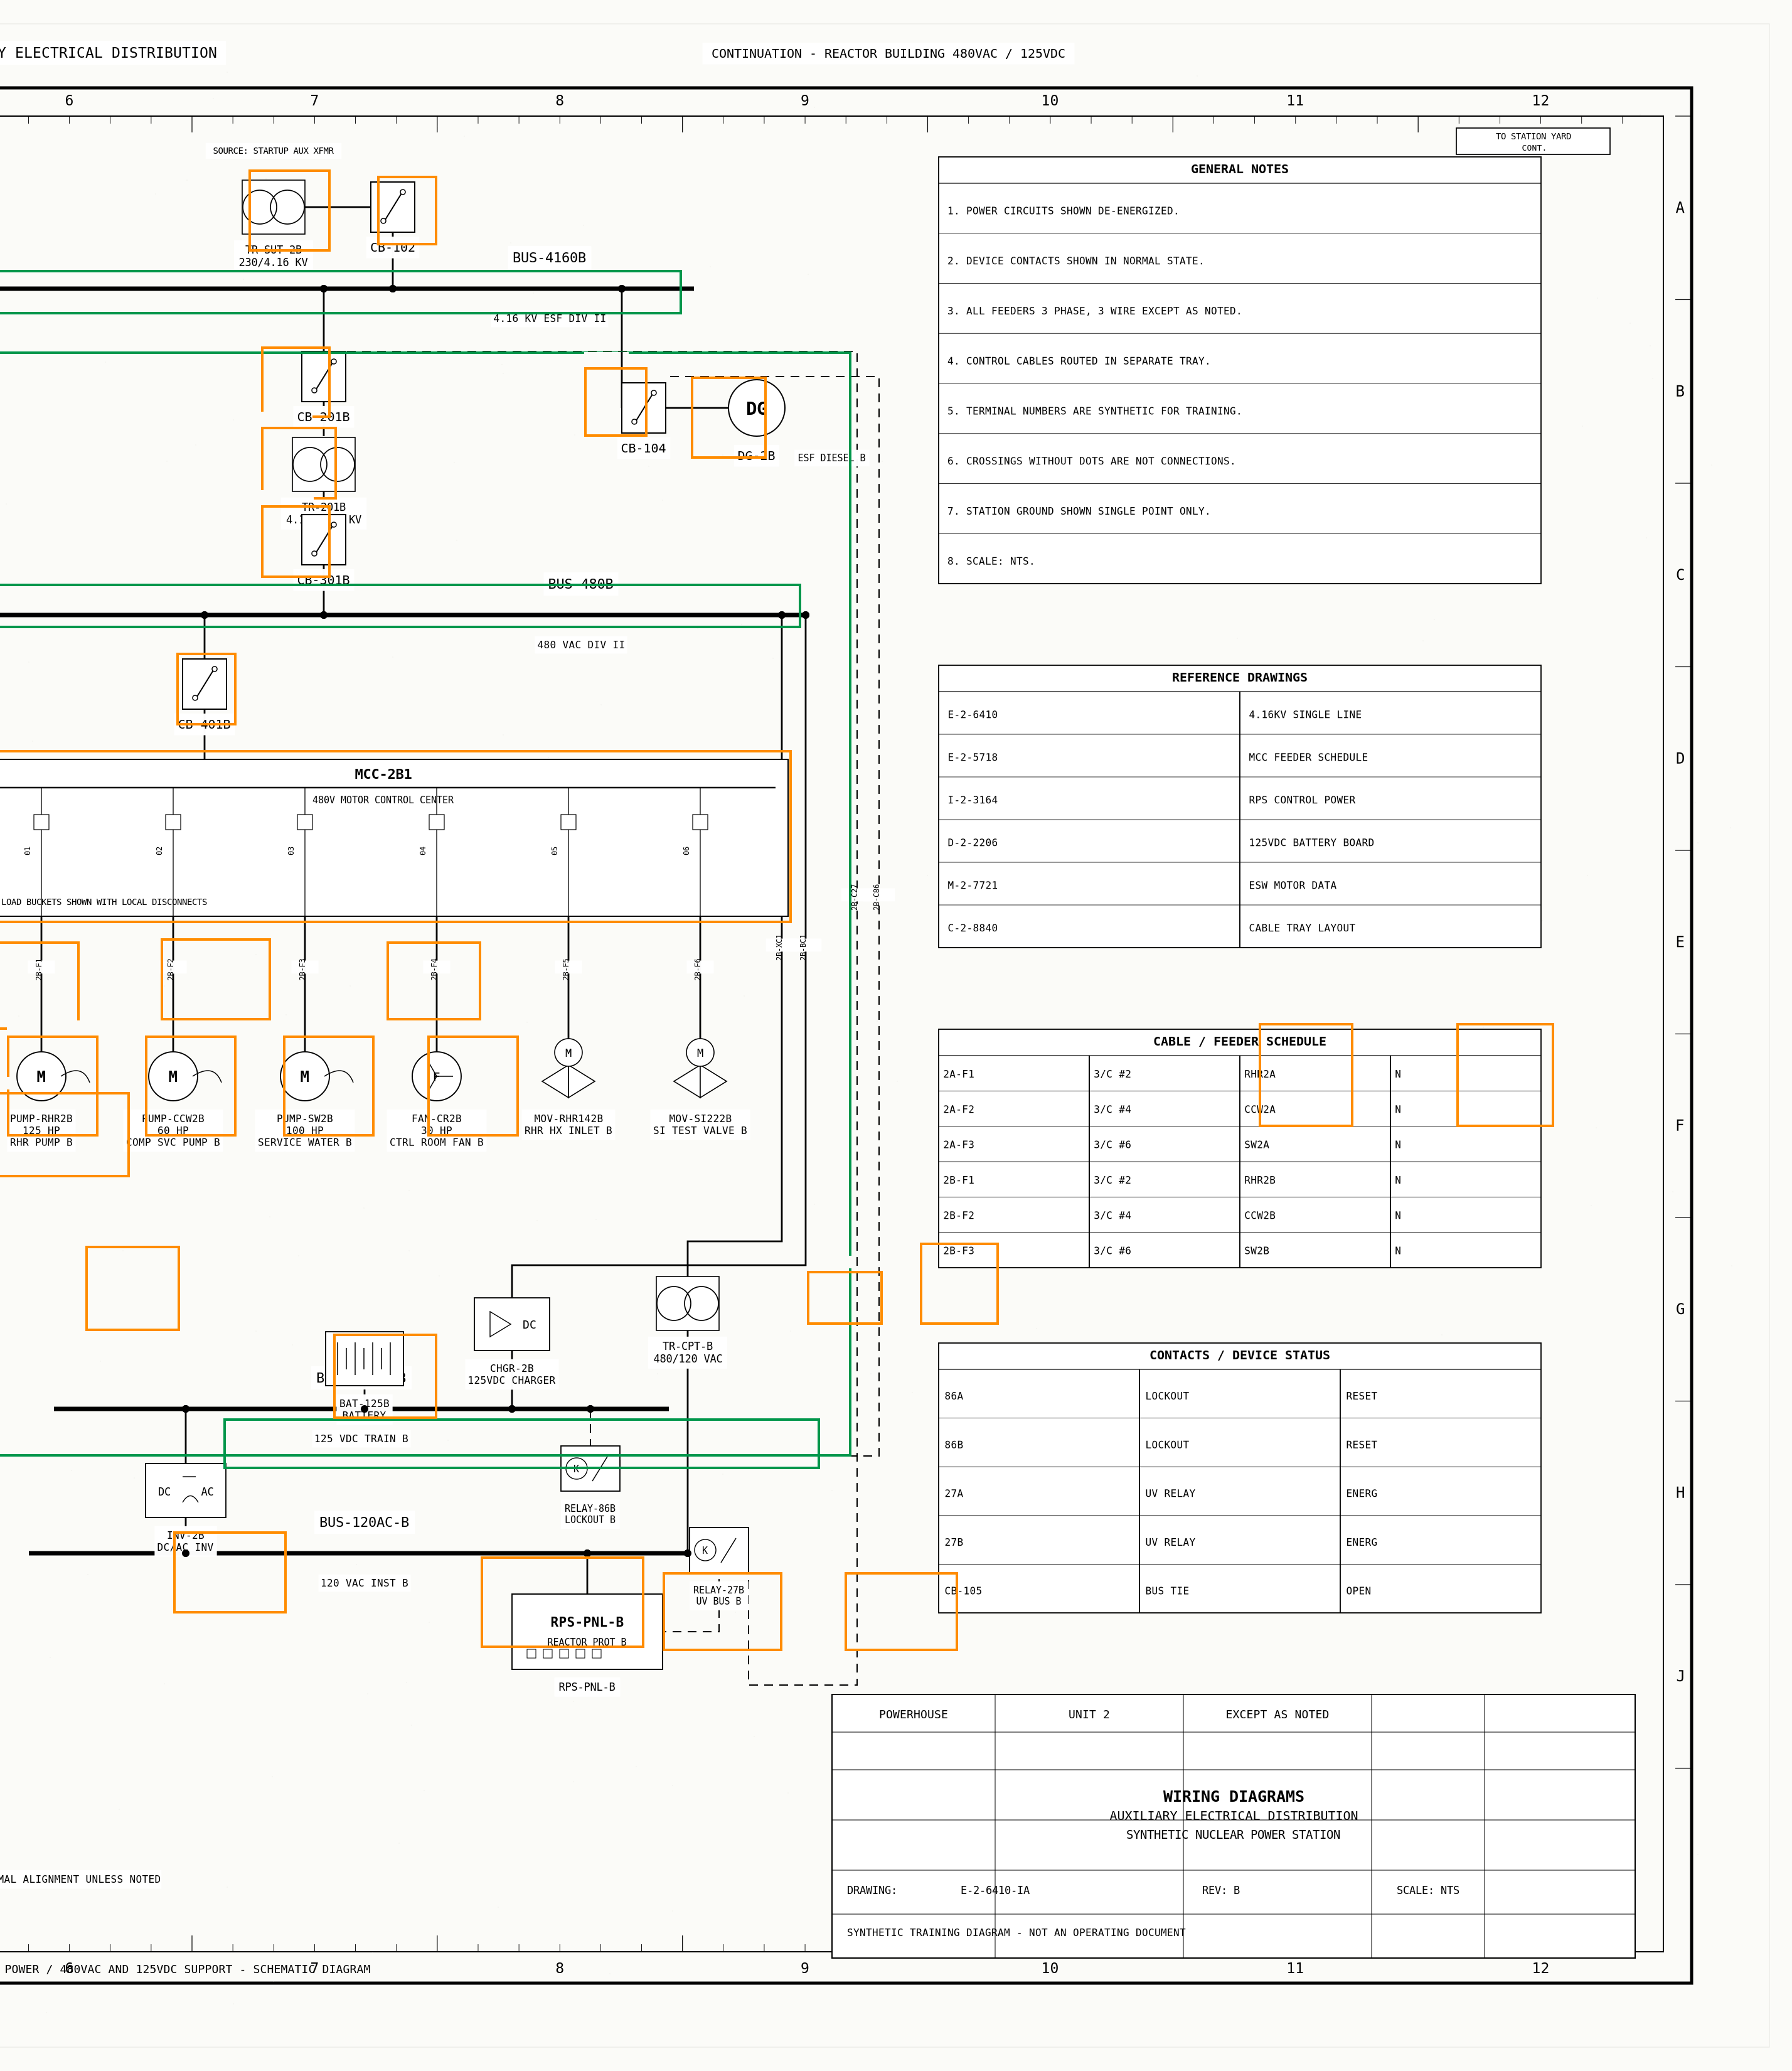 Y ELECTRICAL DISTRIBUTION
CONTINUATION - REACTOR BUILDING 480VAC / 125VDC
6 7 8 9 10 11 12
TO STATION YARD
CONT.
SOURCE: STARTUP AUX XFMR
TR-SUT-2B
230/4.16 KV
CB-102
BUS-4160B
4.16 KV ESF DIV II
CB-201B
CB-104
DG
DG-2B
ESF DIESEL B
TR-201B
4. KV
CB-301B
BUS-480B
480 VAC DIV II
CB-401B
MCC-2B1
480V MOTOR CONTROL CENTER
01 02 03 04 05 06
LOAD BUCKETS SHOWN WITH LOCAL DISCONNECTS
2B-C27
2B-C86
2B-XC1
2B-BC1
2B-F1 2B-F2 2B-F3 2B-F4 2B-F5 2B-F6
M M M F M M
PUMP-RHR2B
125 HP
RHR PUMP B
PUMP-CCW2B
60 HP
COMP SVC PUMP B
PUMP-SW2B
100 HP
SERVICE WATER B
FAN-CR2B
30 HP
CTRL ROOM FAN B
MOV-RHR142B
RHR HX INLET B
MOV-SI222B
SI TEST VALVE B
DC
CHGR-2B
125VDC CHARGER
TR-CPT-B
480/120 VAC
B
BAT-125B
BATTERY
125 VDC TRAIN B
DC AC
INV-2B
DC/AC INV
K
RELAY-86B
LOCKOUT B
BUS-120AC-B
120 VAC INST B
K
RELAY-27B
UV BUS B
RPS-PNL-B
REACTOR PROT B
RPS-PNL-B
MAL ALIGNMENT UNLESS NOTED
GENERAL NOTES
1. POWER CIRCUITS SHOWN DE-ENERGIZED.
2. DEVICE CONTACTS SHOWN IN NORMAL STATE.
3. ALL FEEDERS 3 PHASE, 3 WIRE EXCEPT AS NOTED.
4. CONTROL CABLES ROUTED IN SEPARATE TRAY.
5. TERMINAL NUMBERS ARE SYNTHETIC FOR TRAINING.
6. CROSSINGS WITHOUT DOTS ARE NOT CONNECTIONS.
7. STATION GROUND SHOWN SINGLE POINT ONLY.
8. SCALE: NTS.
REFERENCE DRAWINGS
E-2-6410 4.16KV SINGLE LINE
E-2-5718 MCC FEEDER SCHEDULE
I-2-3164 RPS CONTROL POWER
D-2-2206 125VDC BATTERY BOARD
M-2-7721 ESW MOTOR DATA
C-2-8840 CABLE TRAY LAYOUT
CABLE / FEEDER SCHEDULE
2A-F1 3/C #2 RHR2A N
2A-F2 3/C #4 CCW2A N
2A-F3 3/C #6 SW2A N
2B-F1 3/C #2 RHR2B N
2B-F2 3/C #4 CCW2B N
2B-F3 3/C #6 SW2B N
CONTACTS / DEVICE STATUS
86A LOCKOUT RESET
86B LOCKOUT RESET
27A UV RELAY ENERG
27B UV RELAY ENERG
CB-105 BUS TIE OPEN
A
B
C
D
E
F
G
H
J
POWERHOUSE UNIT 2 EXCEPT AS NOTED
WIRING DIAGRAMS
AUXILIARY ELECTRICAL DISTRIBUTION
SYNTHETIC NUCLEAR POWER STATION
DRAWING: E-2-6410-IA REV: B SCALE: NTS
SYNTHETIC TRAINING DIAGRAM - NOT AN OPERATING DOCUMENT
POWER / 480VAC AND 125VDC SUPPORT - SCHEMATIC DIAGRAM
6 7 8 9 10 11 12